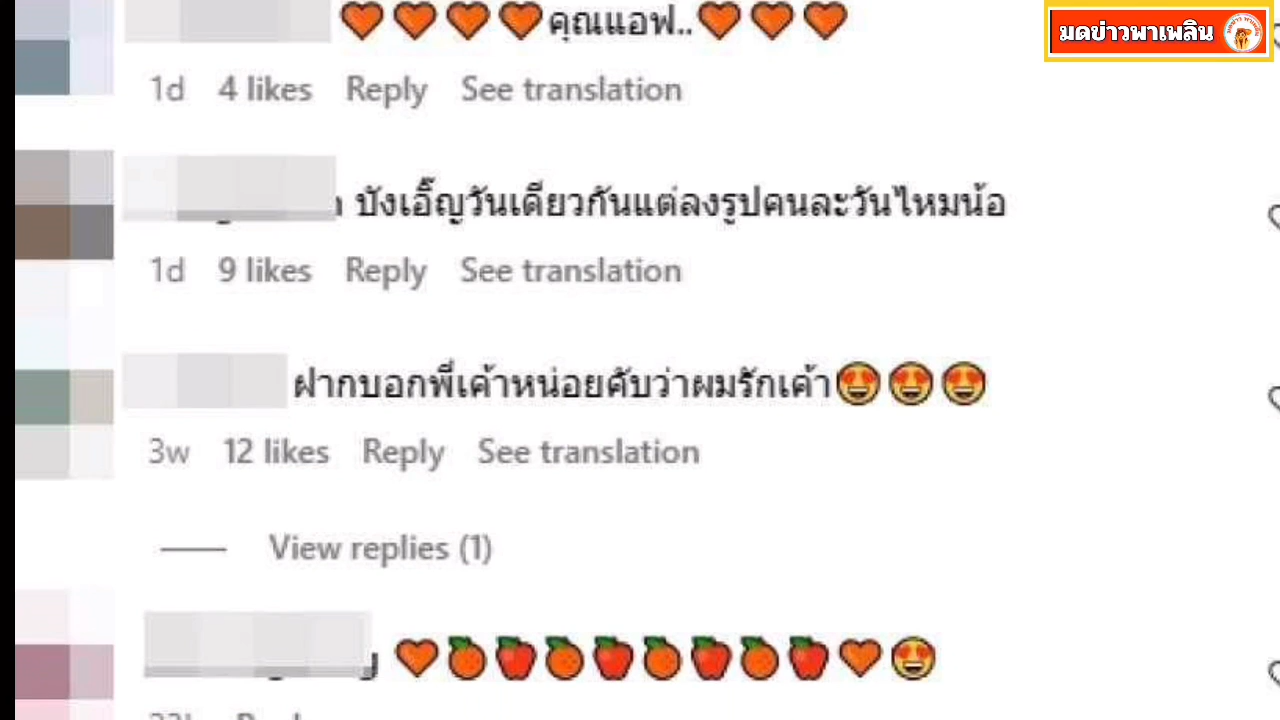 🧡🧡🧡🧡คุณแอฟ..🧡🧡🧡
มดข่าวพาเพลิน
1d 4 likes Reply See translation
บังเอิ๊ญวันเดียวกันแต่ลงรูปคนละวันไหมน้อ
1d 9 likes Reply See translation
ฝากบอกพี่เค้าหน่อยคับว่าผมรักเค้า😍😍😍
3w 12 likes Reply See translation
View replies (1)
🧡🍊🍎🍊🍎🍊🍎🍊🍎🧡😍